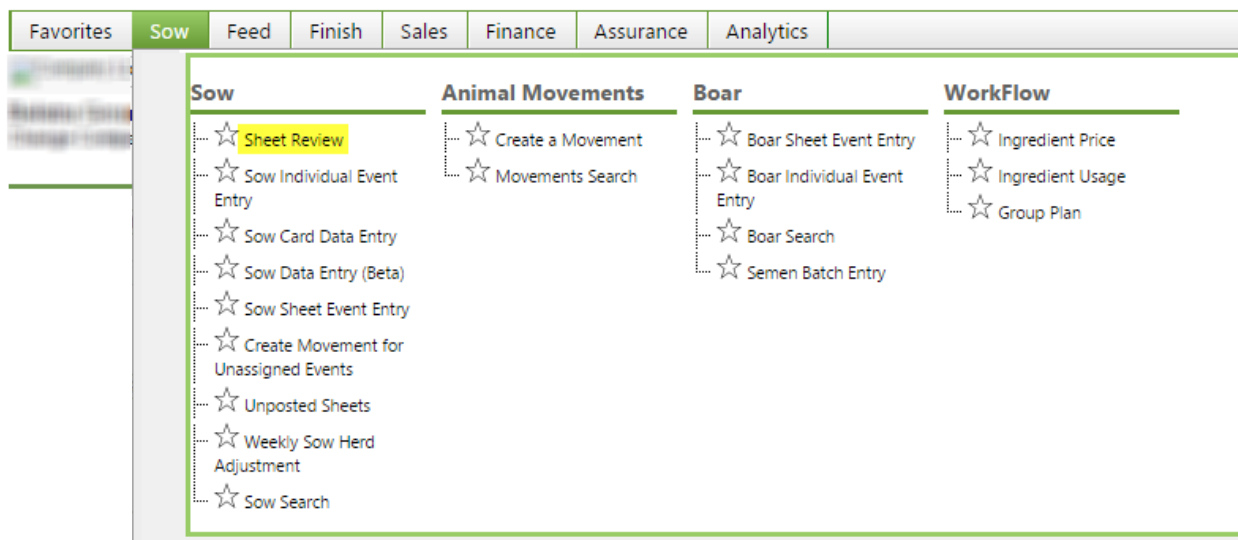 Favorites Sow Feed Finish Sales Finance Assurance Analytics
Sow
Sheet Review
Sow Individual Event
Entry
Sow Card Data Entry
Sow Data Entry (Beta)
Sow Sheet Event Entry
Create Movement for
Unassigned Events
Unposted Sheets
Weekly Sow Herd
Adjustment
Sow Search
Animal Movements
Create a Movement
Movements Search
Boar
Boar Sheet Event Entry
Boar Individual Event
Entry
Boar Search
Semen Batch Entry
WorkFlow
Ingredient Price
Ingredient Usage
Group Plan